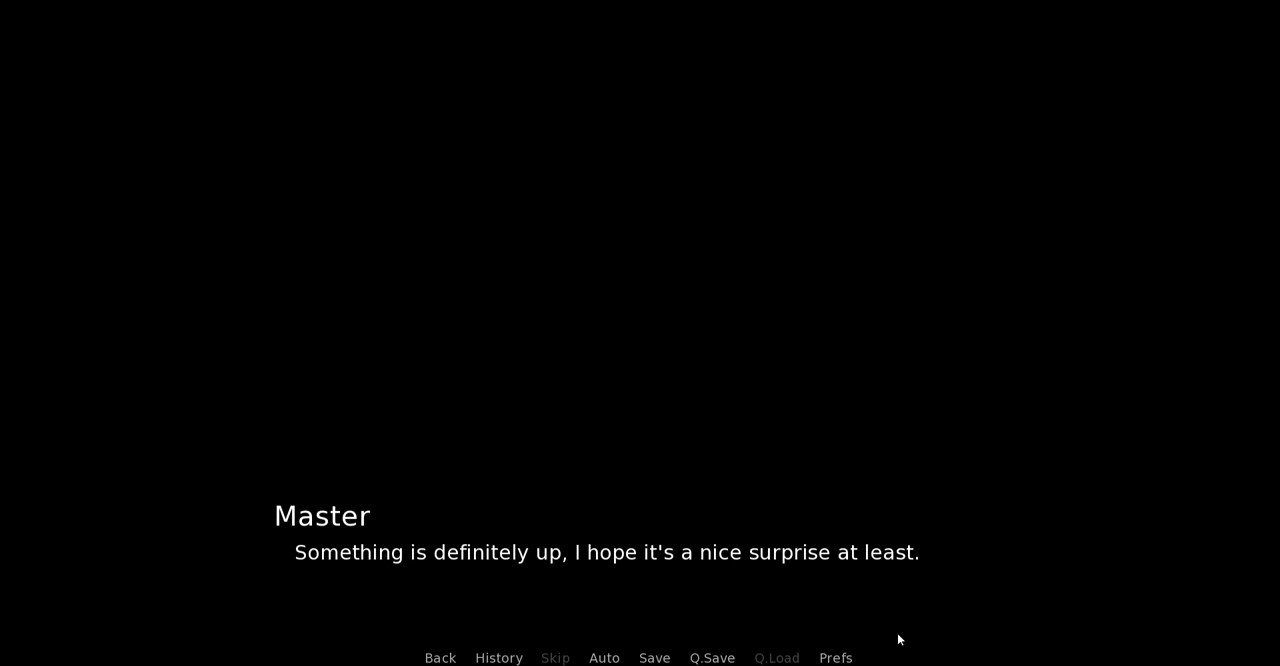 Master
Something is definitely up, I hope it's a nice surprise at least.
Back History Skip Auto Save Q.Save Q.Load Prefs